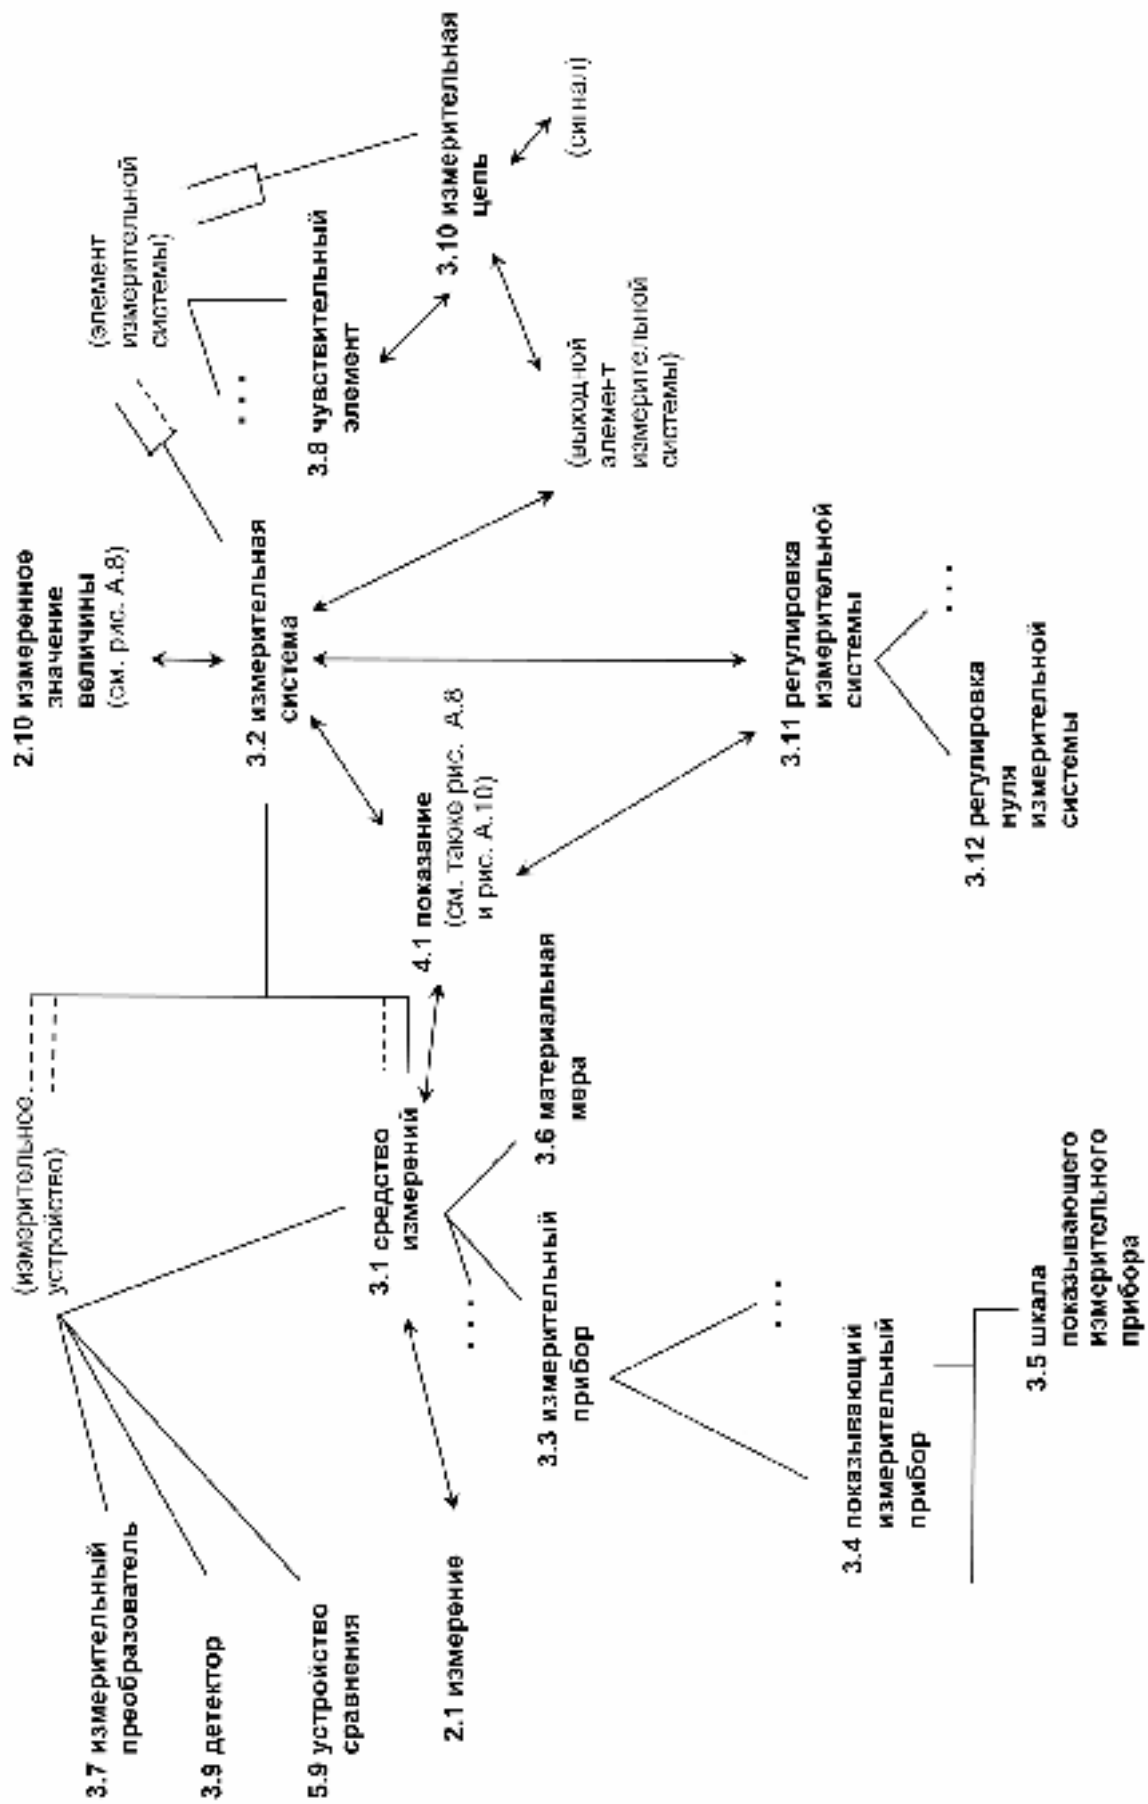 2.10 измеренное
значение
величины
(см. рис. А.8)
(элемент
измерительной
системы)
(измерительное
устройство)
3.7 измерительный
преобразователь
3.9 детектор
5.9 устройство
сравнения
3.2 измерительная
система
. . .
3.8 чувствительный
элемент
3.10 измерительная
цепь
(сигнал)
4.1 показание
(см. также рис. А.8
и рис. А.10)
3.1 средство
измерений
2.1 измерение
(выходной
элемент
измерительной
системы)
. . .
3.3 измерительный
прибор
3.6 материальная
мера
3.11 регулировка
измерительной
системы
3.4 показывающий
измерительный
прибор
. . .
3.12 регулировка
нуля
измерительной
системы
. . .
3.5 шкала
показывающего
измерительного
прибора